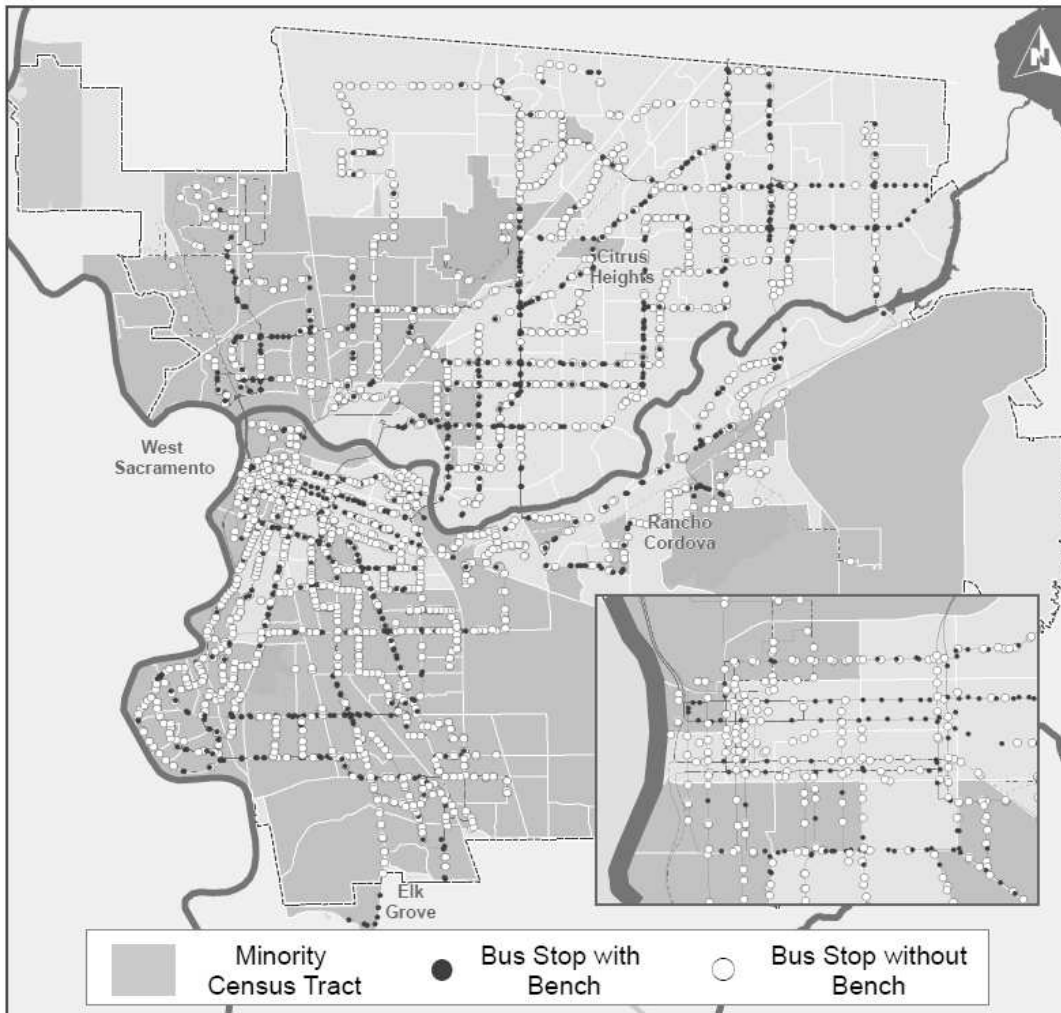 N
Citrus
Heights
West
Sacramento
Rancho
Cordova
Elk
Grove
Minority
Census Tract
Bus Stop with
Bench
Bus Stop without
Bench